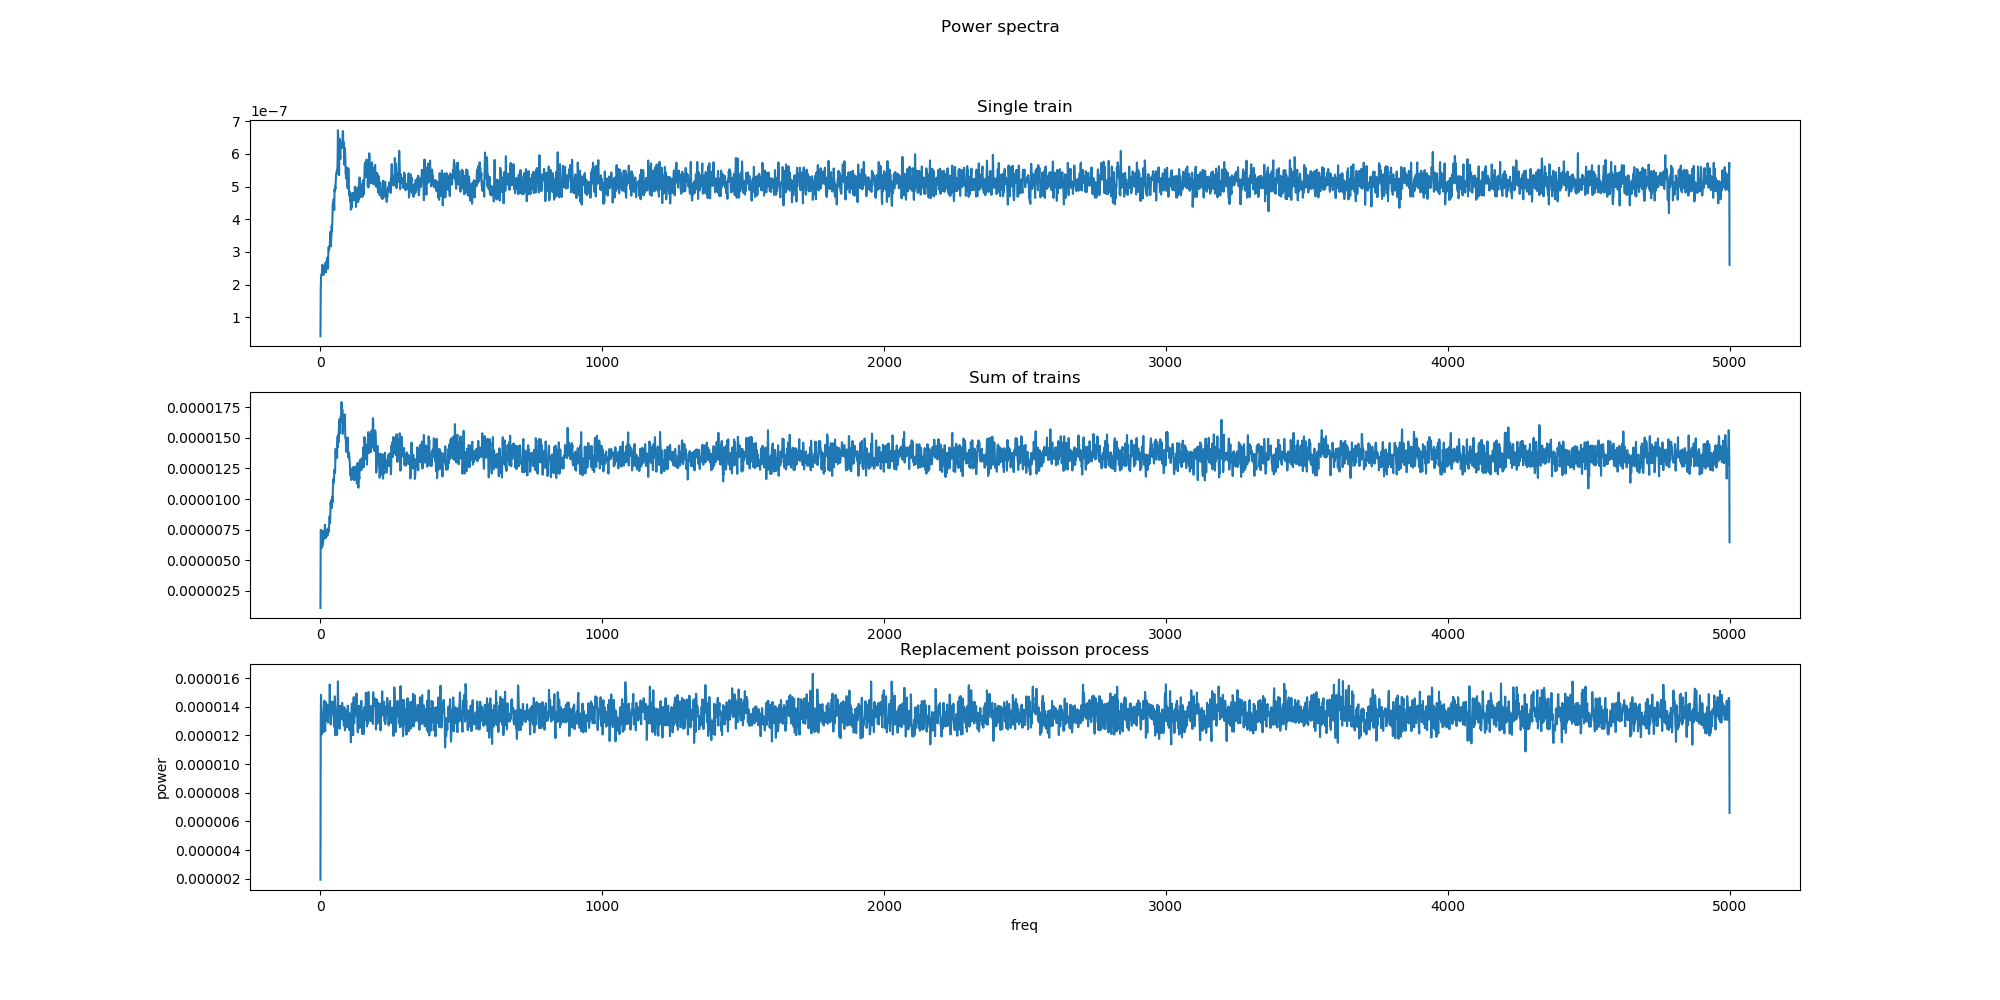 Power spectra
Single train
1e−7
7
6
5
4
3
2
1
0 1000 2000 3000 4000 5000
Sum of trains
0.0000175
0.0000150
0.0000125
0.0000100
0.0000075
0.0000050
0.0000025
0 1000 2000 3000 4000 5000
Replacement poisson process
0.000016
0.000014
0.000012
0.000010
0.000008
0.000006
0.000004
0.000002
power
0 1000 2000 3000 4000 5000
freq